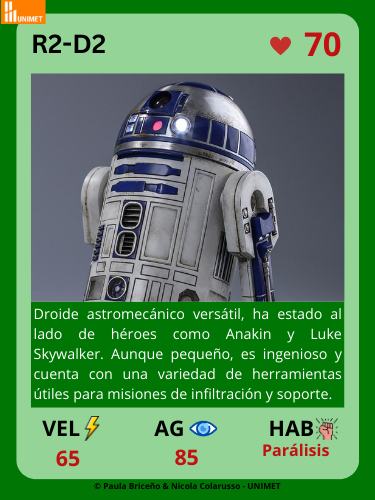 UNIMET
R2-D2
70
Droide astromecánico versátil, ha estado al
lado de héroes como Anakin y Luke
Skywalker. Aunque pequeño, es ingenioso y
cuenta con una variedad de herramientas
útiles para misiones de infiltración y soporte.
VEL AG HAB
65 85 Parálisis
© Paula Briceño & Nicola Colarusso - UNIMET